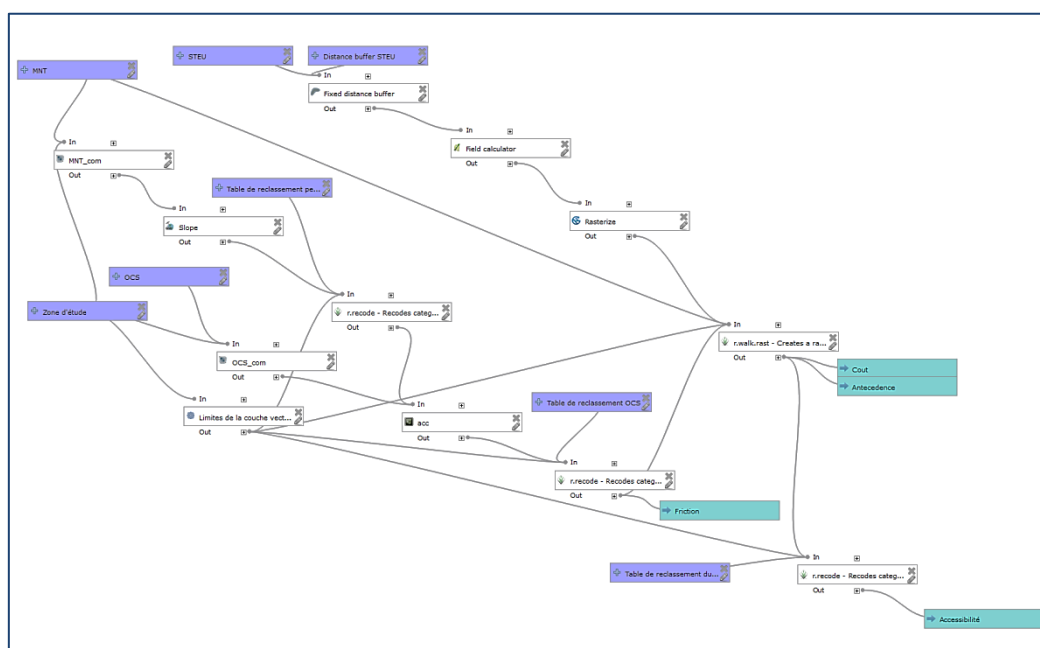 STEU
Distance buffer STEU
MNT
In
Fixed distance buffer
Out
In
Field calculator
Out
In
MNT_com
Out
Table de reclassement pe...
In
Slope
Out
In
Rasterize
Out
OCS
Zone d'étude
In
r.recode - Recodes categ...
Out
In
OCS_com
Out
In
r.walk.rast - Creates a ra...
Out
Cout
Antecedence
In
Limites de la couche vect...
Out
Table de reclassement OCS
In
acc
Out
In
r.recode - Recodes categ...
Out
Friction
In
Table de reclassement du...
r.recode - Recodes categ...
Out
Accessibilité